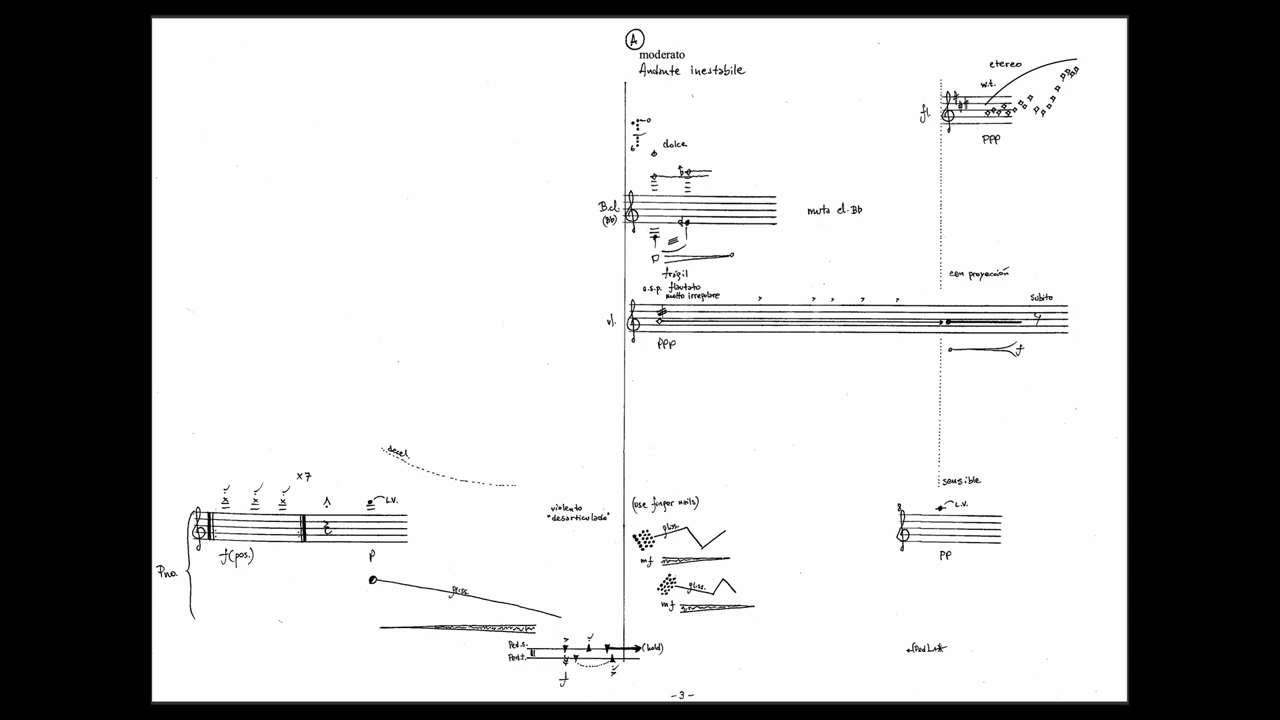 A
moderato
Andante inestabile
etereo
w.t.
fl.
ppp
dolce
B.cl.
(Bb)
muta cl. Bb
frágil
flautato
molto irregolare
con proyección
subito
vl.
ppp
f
decel.
x7
L.V.
sensible
L.V.
violento
"desarticulado"
(use finger nails)
gliss.
f(pos.)
p
mf
pp
Pno.
gliss.
gliss.
mf
Ped.s.
(hold)
Ped.t.
f
-3-